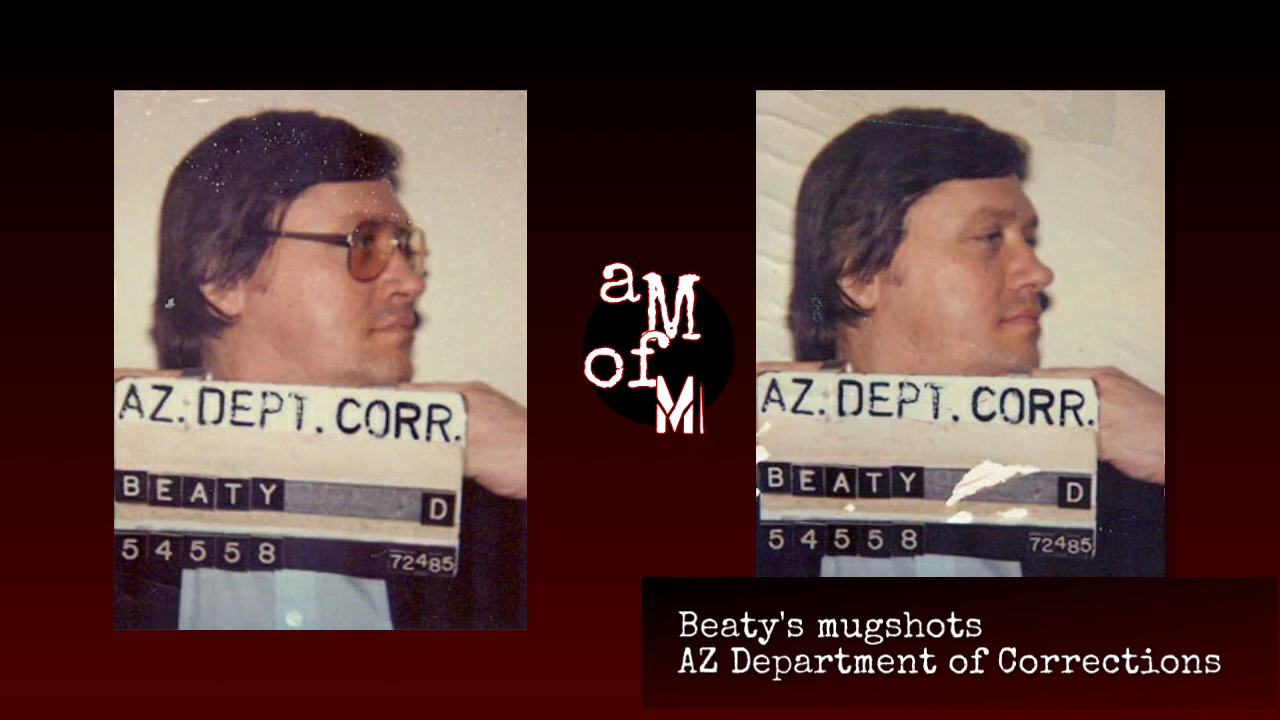 AZ. DEPT. CORR.
BEATY D
54558 72485
a M
of M
AZ. DEPT. CORR.
BEATY D
54558 72485
Beaty's mugshots
AZ Department of Corrections